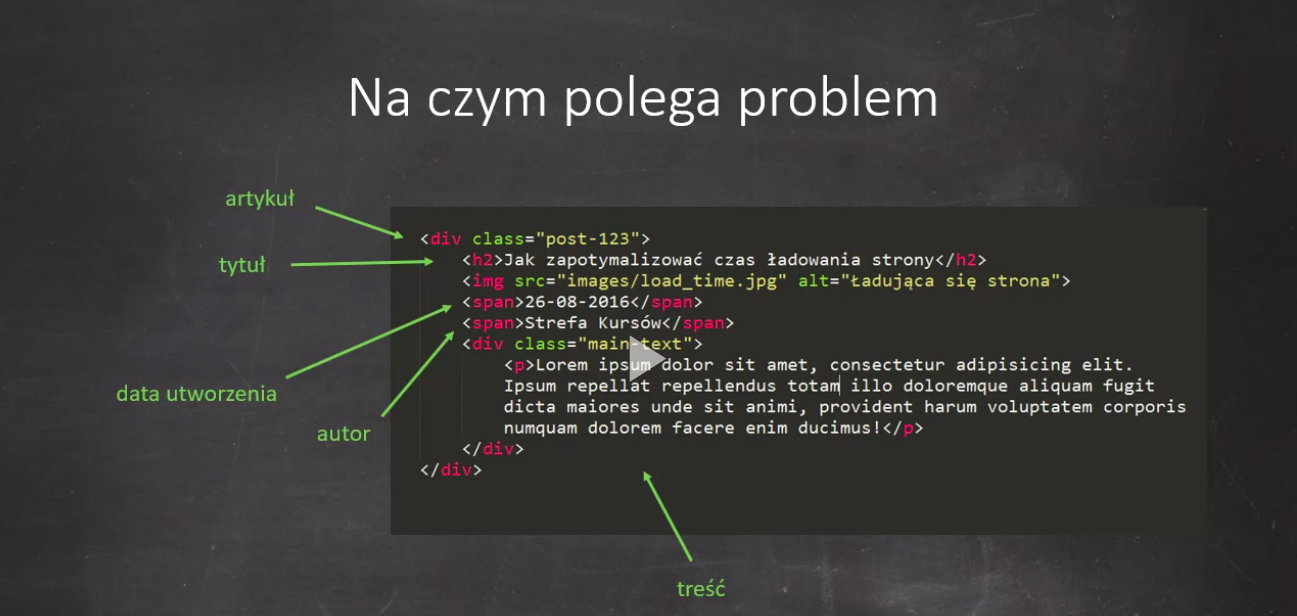 Na czym polega problem
artykuł
<div class="post-123">
tytuł
<h2>Jak zapotymalizować czas ładowania strony</h2>
<img src="images/load_time.jpg" alt="Ładująca się strona">
<span>26-08-2016</span>
<span>Strefa Kursów</span>
<div class="main-text">
<p>Lorem ipsum dolor sit amet, consectetur adipisicing elit.
Ipsum repellat repellendus totam illo doloremque aliquam fugit
dicta maiores unde sit animi, provident harum voluptatem corporis
numquam dolorem facere enim ducimus!</p>
</div>
</div>
data utworzenia
autor
treść